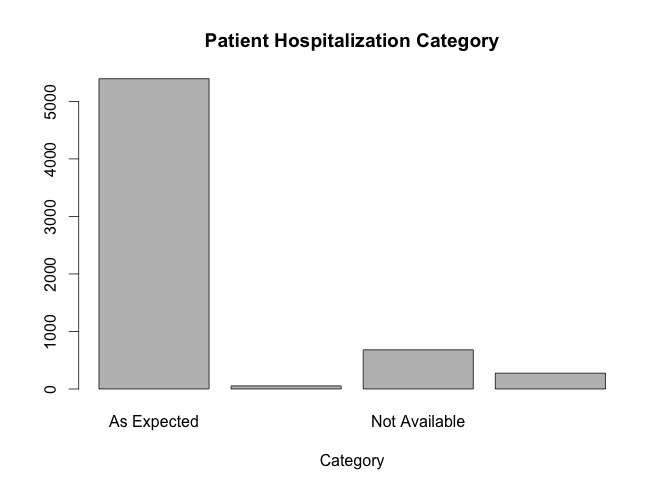 Patient Hospitalization Category
5000
4000
3000
2000
1000
0
As Expected Not Available
Category